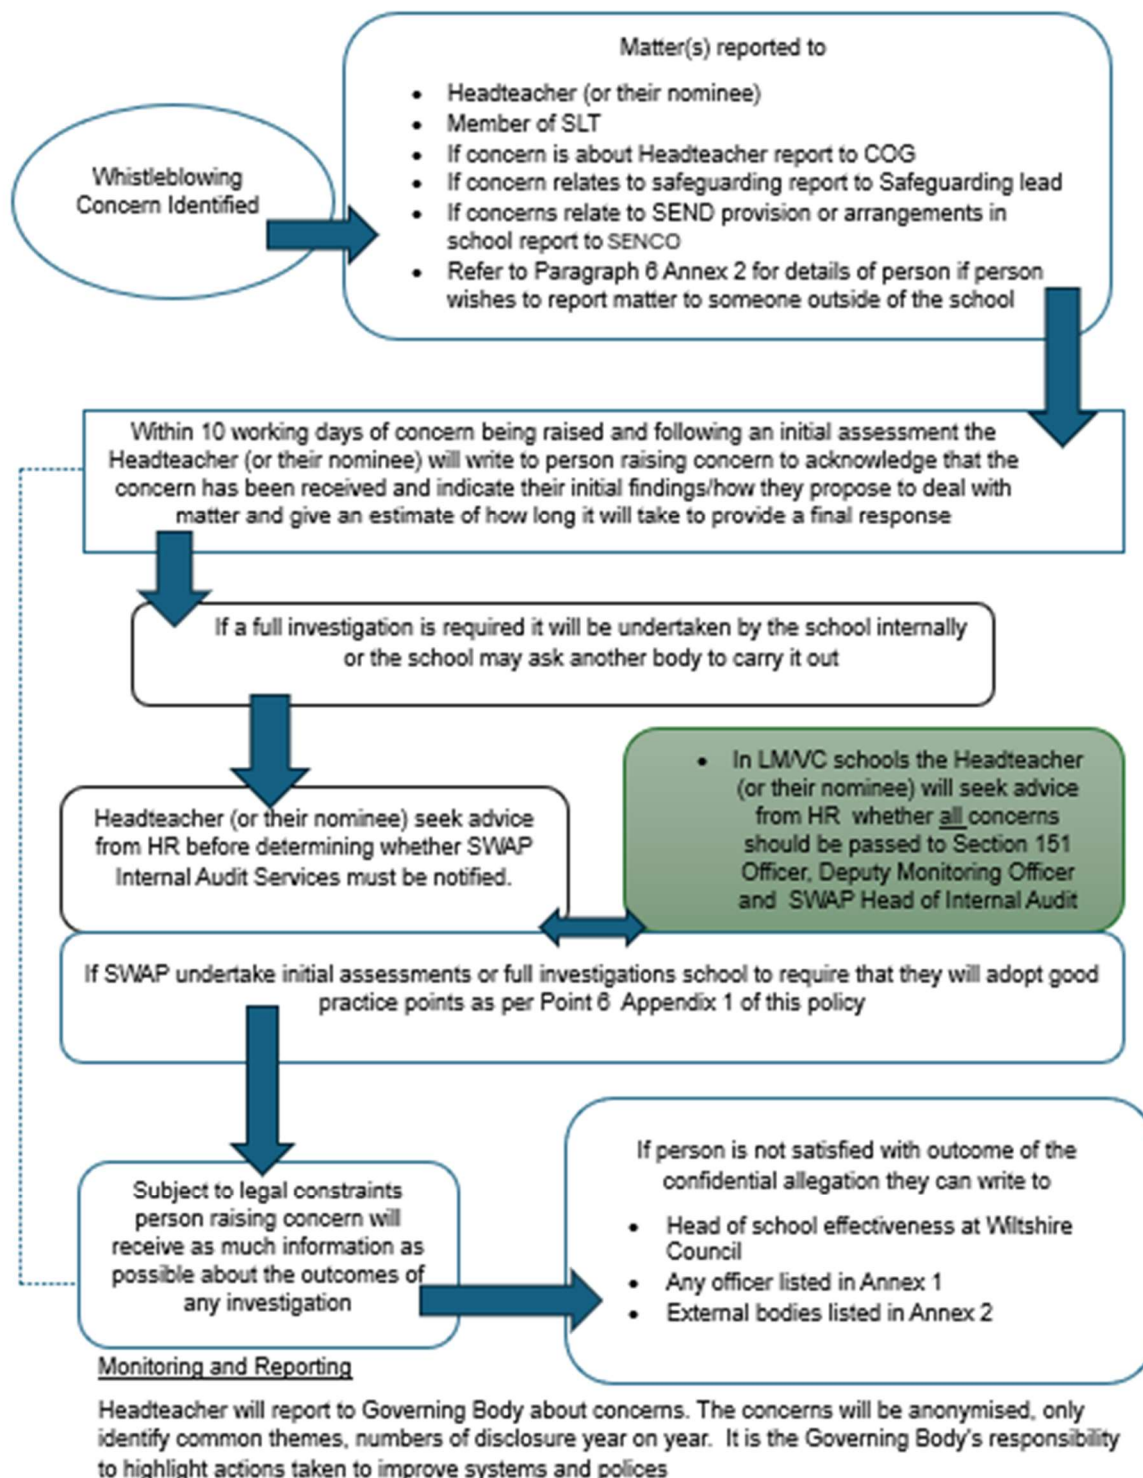 Matter(s) reported to
• Headteacher (or their nominee)
• Member of SLT
• If concern is about Headteacher report to COG
• If concern relates to safeguarding report to Safeguarding lead
• If concerns relate to SEND provision or arrangements in
school report to SENCO
• Refer to Paragraph 6 Annex 2 for details of person if person
wishes to report matter to someone outside of the school
Whistleblowing
Concern Identified
Within 10 working days of concern being raised and following an initial assessment the
Headteacher (or their nominee) will write to person raising concern to acknowledge that the
concern has been received and indicate their initial findings/how they propose to deal with
matter and give an estimate of how long it will take to provide a final response
If a full investigation is required it will be undertaken by the school internally
or the school may ask another body to carry it out
Headteacher (or their nominee) seek advice
from HR before determining whether SWAP
Internal Audit Services must be notified.
• In LM/VC schools the Headteacher
(or their nominee) will seek advice
from HR whether all concerns
should be passed to Section 151
Officer, Deputy Monitoring Officer
and SWAP Head of Internal Audit
If SWAP undertake initial assessments or full investigations school to require that they will adopt good
practice points as per Point 6 Appendix 1 of this policy
Subject to legal constraints
person raising concern will
receive as much information as
possible about the outcomes of
any investigation
If person is not satisfied with outcome of the
confidential allegation they can write to
• Head of school effectiveness at Wiltshire
Council
• Any officer listed in Annex 1
• External bodies listed in Annex 2
Monitoring and Reporting
Headteacher will report to Governing Body about concerns. The concerns will be anonymised, only
identify common themes, numbers of disclosure year on year. It is the Governing Body's responsibility
to highlight actions taken to improve systems and polices